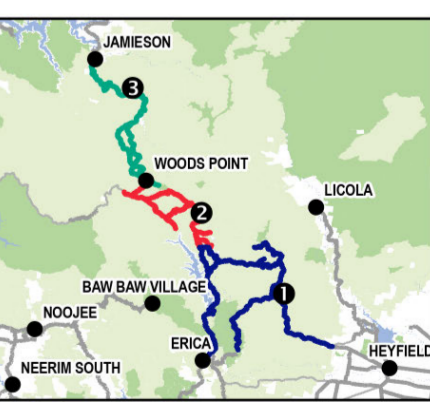 JAMIESON
3
WOODS POINT
LICOLA
2
BAW BAW VILLAGE
1
NOOJEE
ERICA
HEYFIELD
NEERIM SOUTH